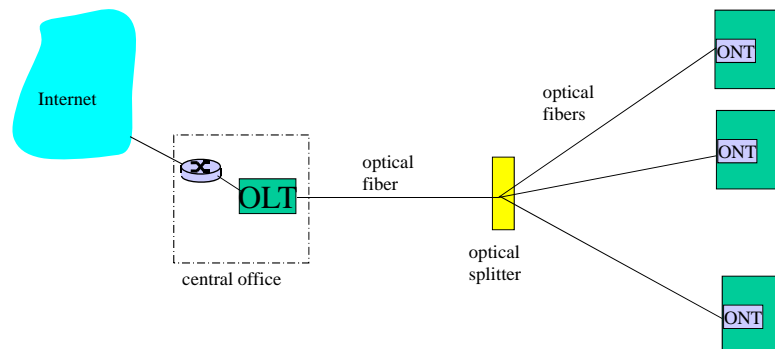 ONT
Internet
optical
fibers
ONT
optical
fiber
OLT
optical
splitter
central office
ONT